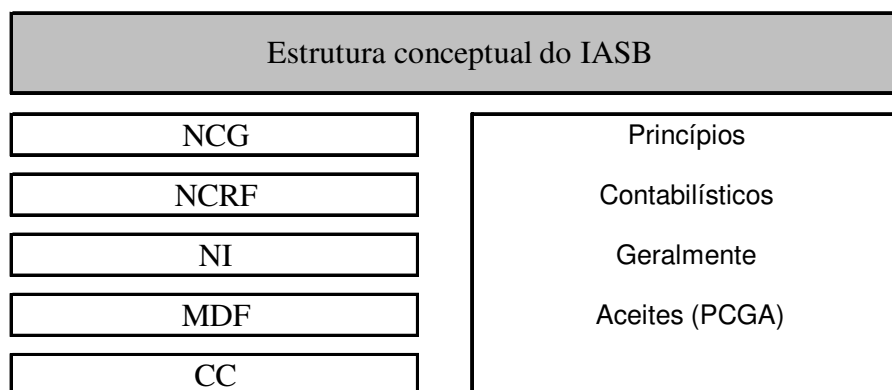 Estrutura conceptual do IASB
NCG
NCRF
NI
MDF
CC
Princípios
Contabilísticos
Geralmente
Aceites (PCGA)